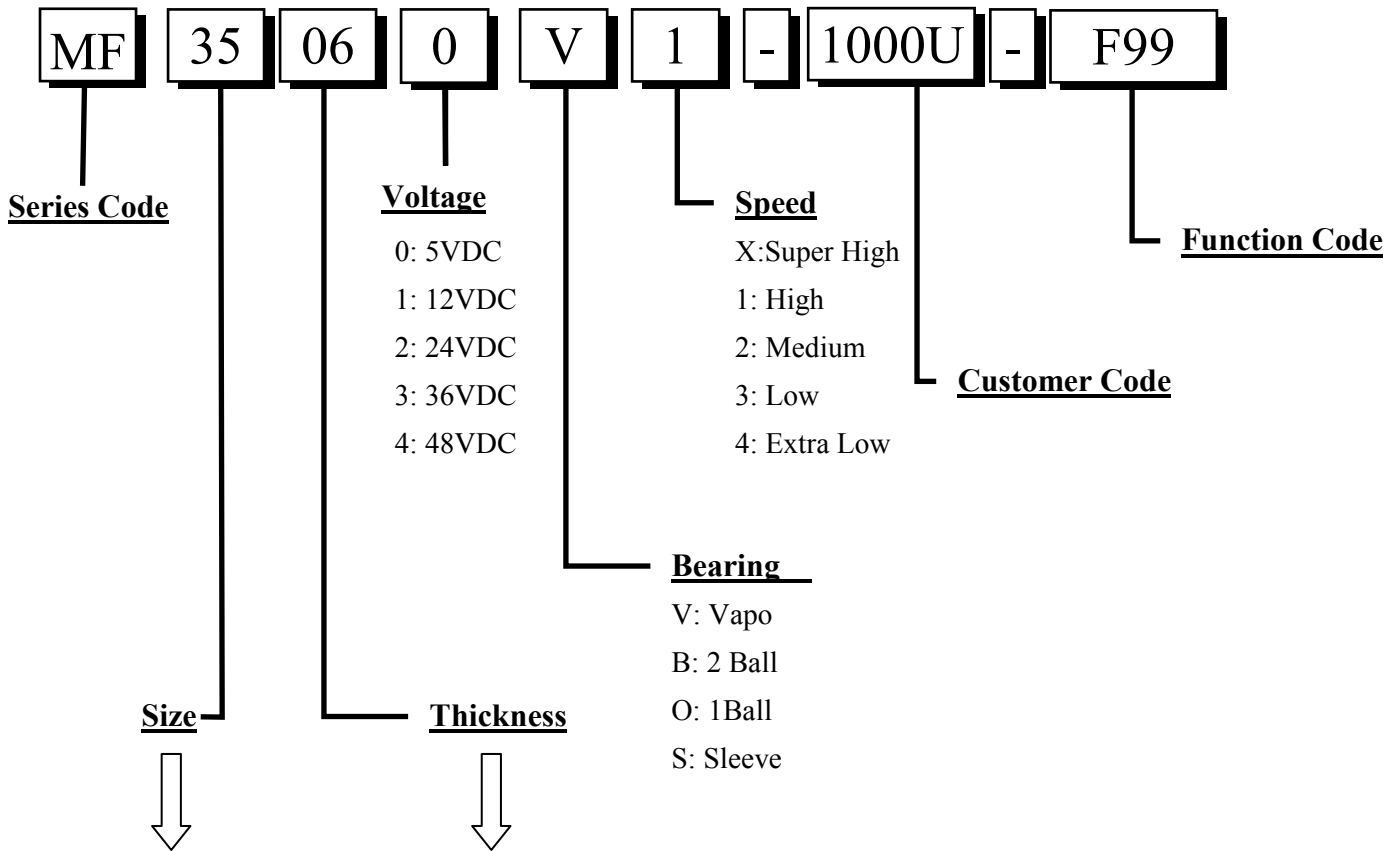 MF 35 06 0 V 1 - 1000U - F99
Series Code
Voltage
0: 5VDC
1: 12VDC
2: 24VDC
3: 36VDC
4: 48VDC
Speed
X:Super High
1: High
2: Medium
3: Low
4: Extra Low
Function Code
Customer Code
Bearing
V: Vapo
B: 2 Ball
O: 1Ball
S: Sleeve
Size
Thickness